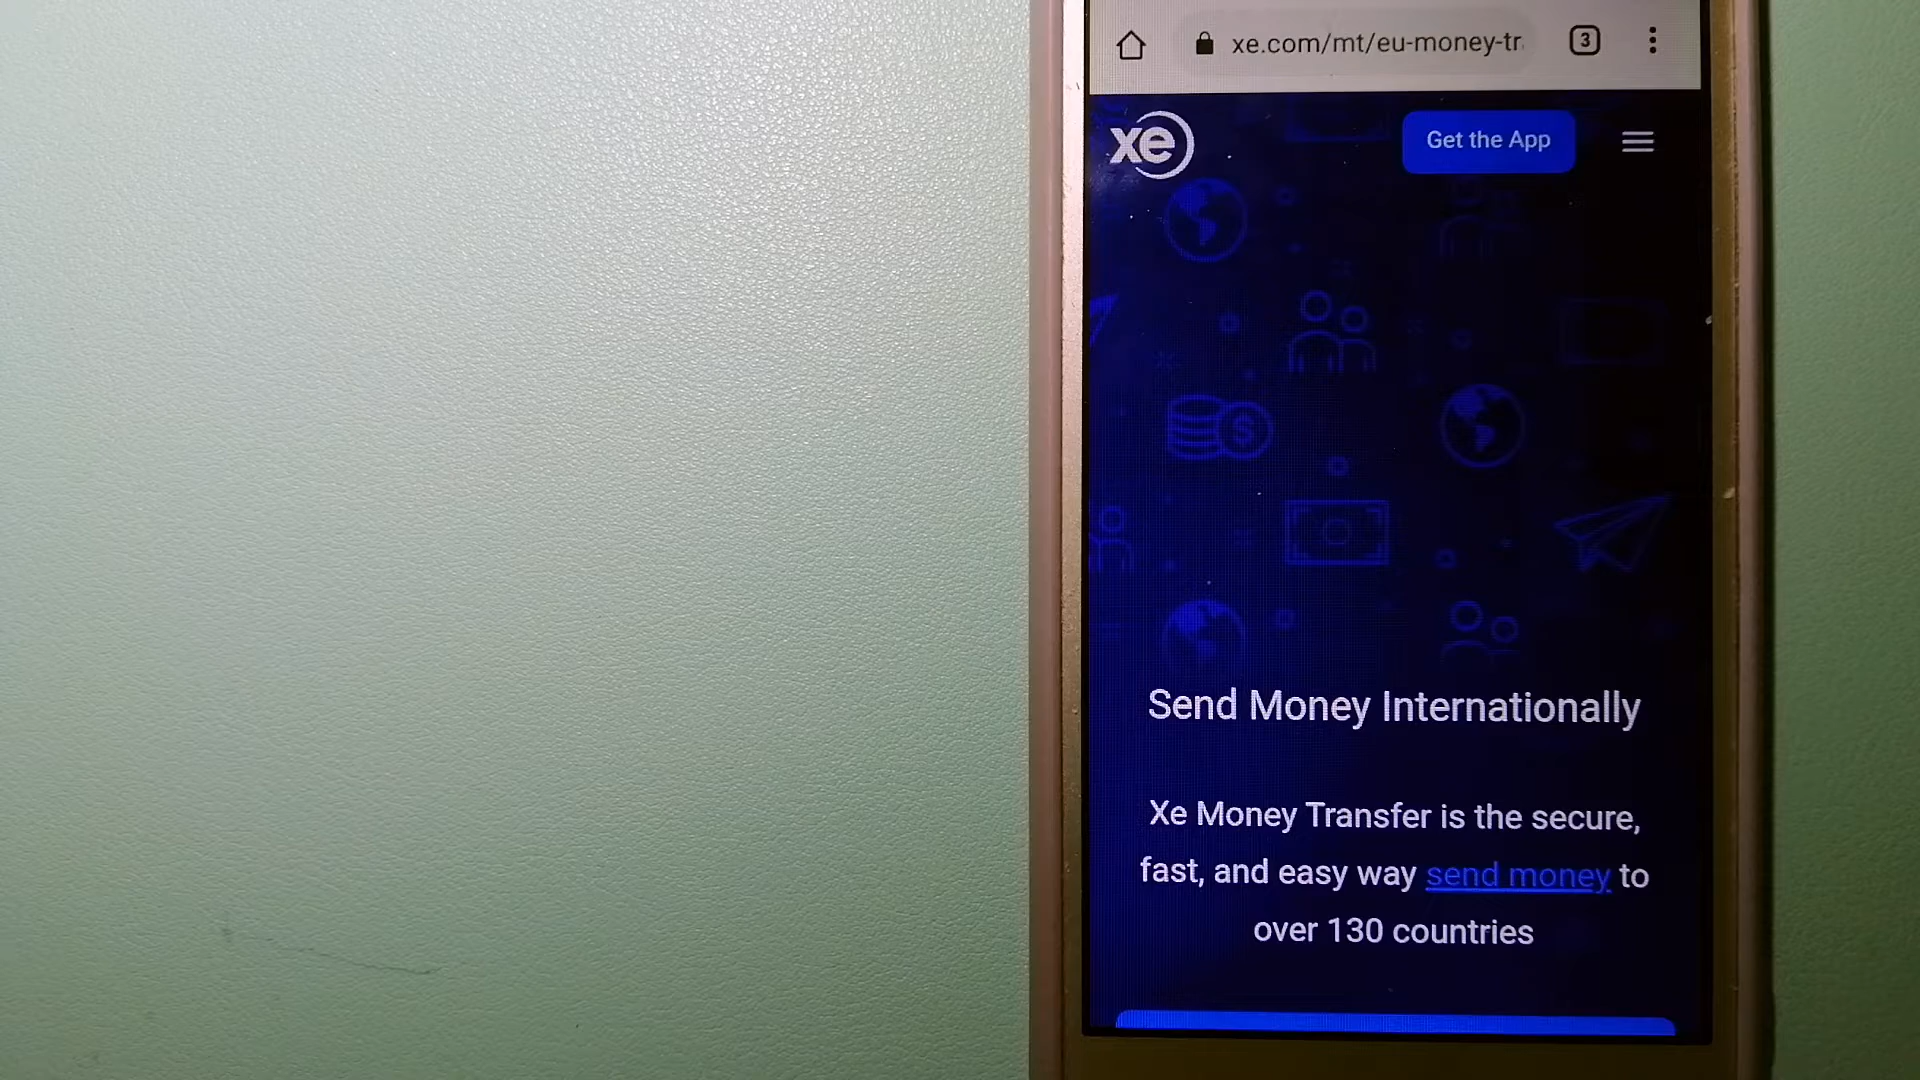 xe.com/mt/eu-money-tr
3
xe
Get the App
Send Money Internationally
Xe Money Transfer is the secure,
fast, and easy way send money to
over 130 countries